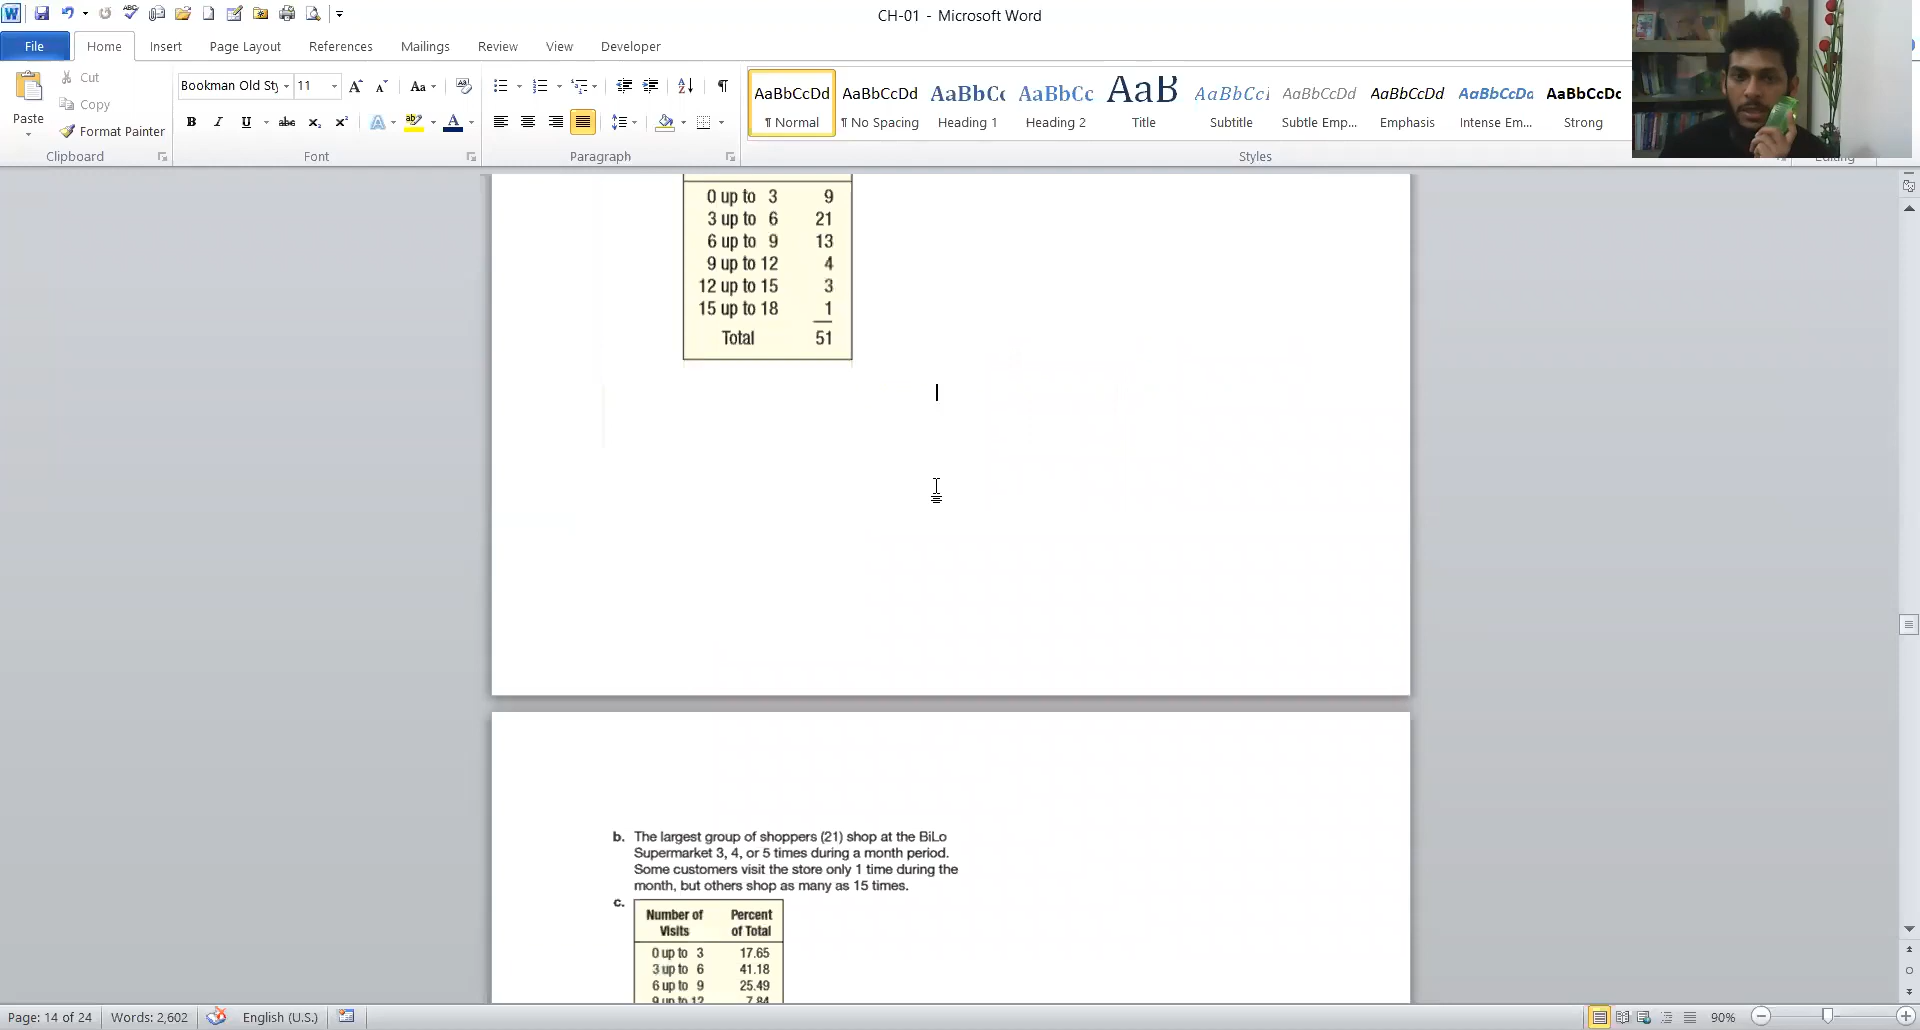 CH-01 - Microsoft Word
File Home Insert Page Layout References Mailings Review View Developer
Paste
Cut
Copy
Format Painter
Clipboard
Bookman Old Sty 11
Font
Paragraph
AaBbCcDd AaBbCcDd AaBbCc AaBbCc AaB AaBbCcI AaBbCcDd AaBbCcDd AaBbCcDd AaBbCcDc
¶ Normal ¶ No Spacing Heading 1 Heading 2 Title Subtitle Subtle Emp... Emphasis Intense Em... Strong
Styles
Editing
0 up to 3 9
3 up to 6 21
6 up to 9 13
9 up to 12 4
12 up to 15 3
15 up to 18 1
Total 51
b. The largest group of shoppers (21) shop at the BiLo
Supermarket 3, 4, or 5 times during a month period.
Some customers visit the store only 1 time during the
month, but others shop as many as 15 times.
c.
Number of Percent
Visits of Total
0 up to 3 17.65
3 up to 6 41.18
6 up to 9 25.49
9 up to 12 7.84
Page: 14 of 24 Words: 2,602 English (U.S.) 90%